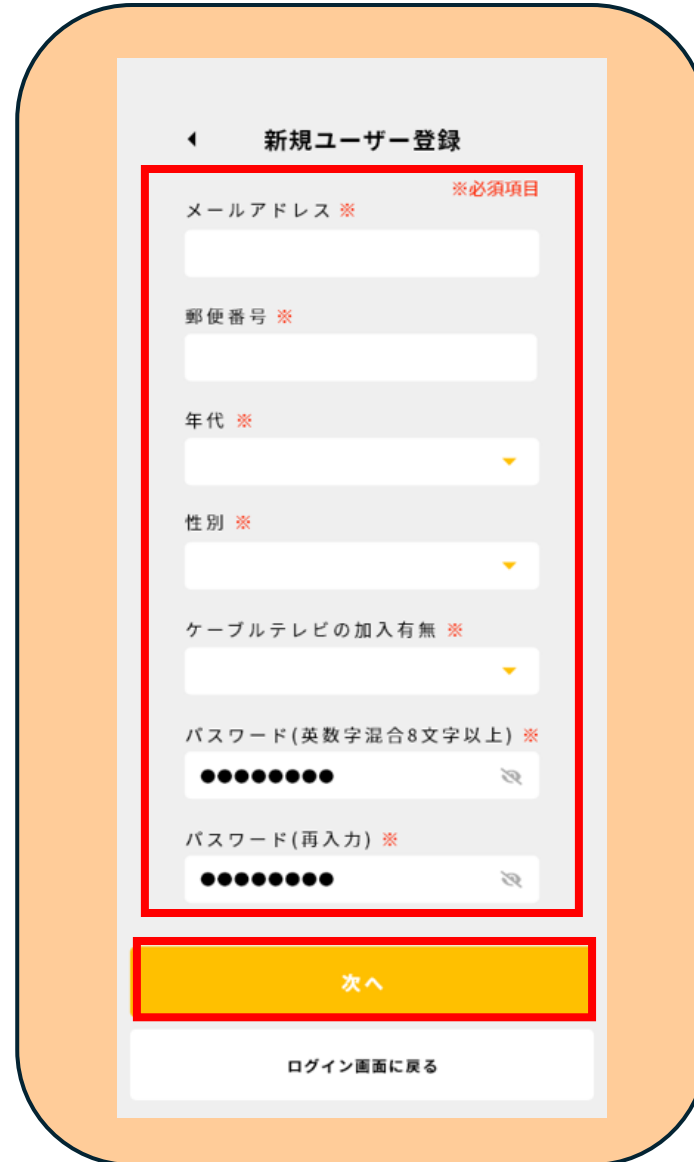 新規ユーザー登録
※必須項目
メールアドレス ※
郵便番号 ※
年代 ※
性別 ※
ケーブルテレビの加入有無 ※
パスワード(英数字混合8文字以上) ※
●●●●●●●●
パスワード(再入力) ※
●●●●●●●●
次へ
ログイン画面に戻る